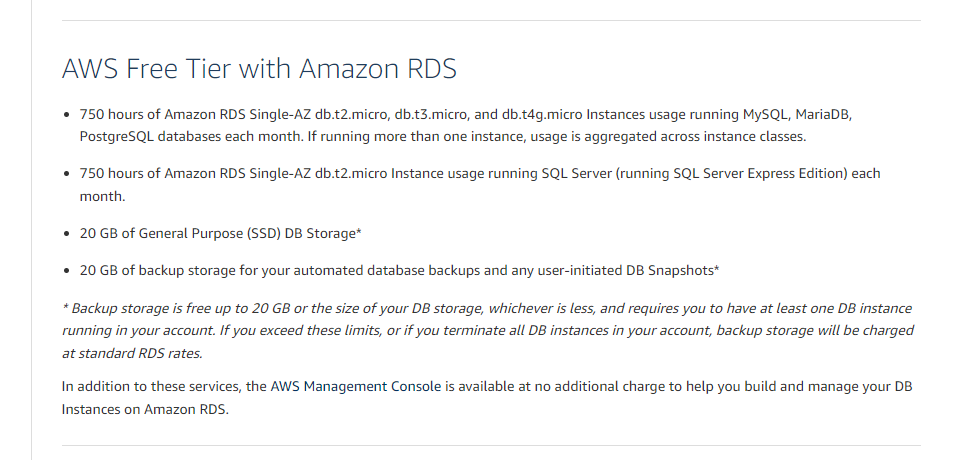 AWS Free Tier with Amazon RDS
• 750 hours of Amazon RDS Single-AZ db.t2.micro, db.t3.micro, and db.t4g.micro Instances usage running MySQL, MariaDB,
PostgreSQL databases each month. If running more than one instance, usage is aggregated across instance classes.
• 750 hours of Amazon RDS Single-AZ db.t2.micro Instance usage running SQL Server (running SQL Server Express Edition) each
month.
• 20 GB of General Purpose (SSD) DB Storage*
• 20 GB of backup storage for your automated database backups and any user-initiated DB Snapshots*
* Backup storage is free up to 20 GB or the size of your DB storage, whichever is less, and requires you to have at least one DB instance
running in your account. If you exceed these limits, or if you terminate all DB instances in your account, backup storage will be charged
at standard RDS rates.
In addition to these services, the AWS Management Console is available at no additional charge to help you build and manage your DB
Instances on Amazon RDS.